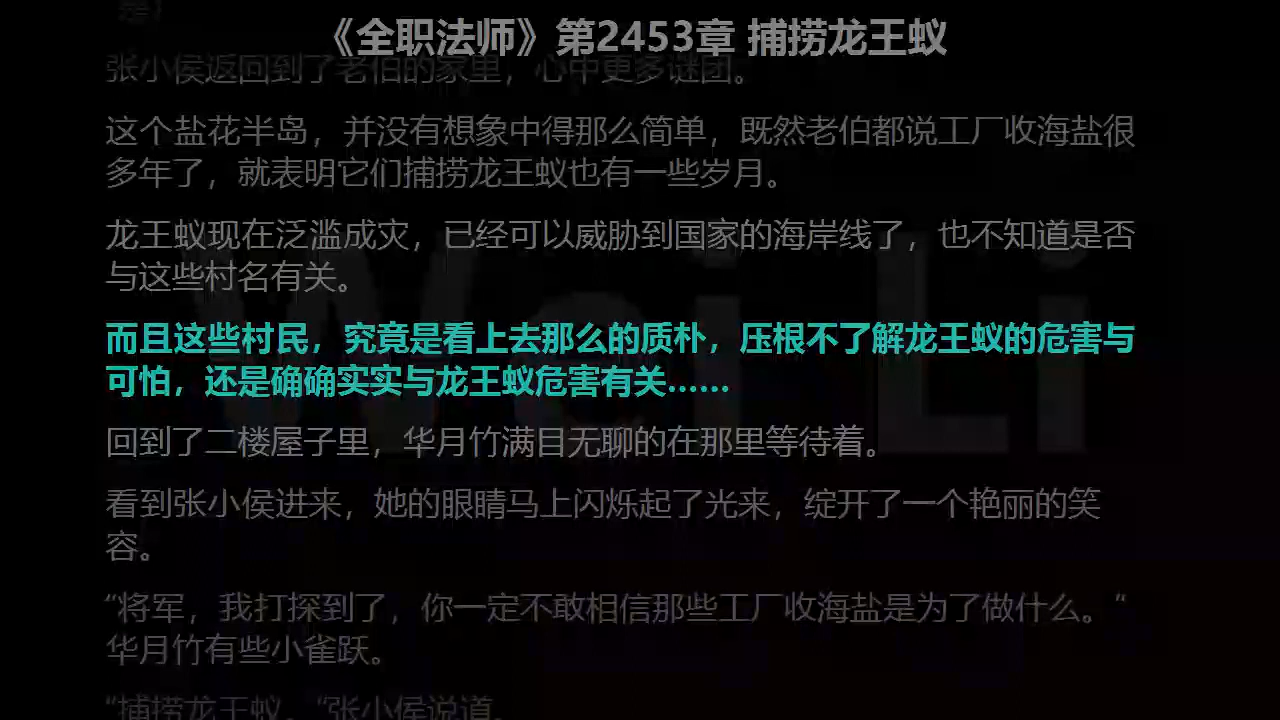 《全职法师》第2453章 捕捞龙王蚁
张小侯返回到了老伯的家里，心中更多谜团。
这个盐花半岛，并没有想象中得那么简单，既然老伯都说工厂收海盐很
多年了，就表明它们捕捞龙王蚁也有一些岁月。
龙王蚁现在泛滥成灾，已经可以威胁到国家的海岸线了，也不知道是否
与这些村名有关。
而且这些村民，究竟是看上去那么的质朴，压根不了解龙王蚁的危害与
可怕，还是确确实实与龙王蚁危害有关……
回到了二楼屋子里，华月竹满目无聊的在那里等待着。
看到张小侯进来，她的眼睛马上闪烁起了光来，绽开了一个艳丽的笑
容。
“将军，我打探到了，你一定不敢相信那些工厂收海盐是为了做什么。“
华月竹有些小雀跃。
“捕捞龙王蚁。“张小侯说道。
Wei Li